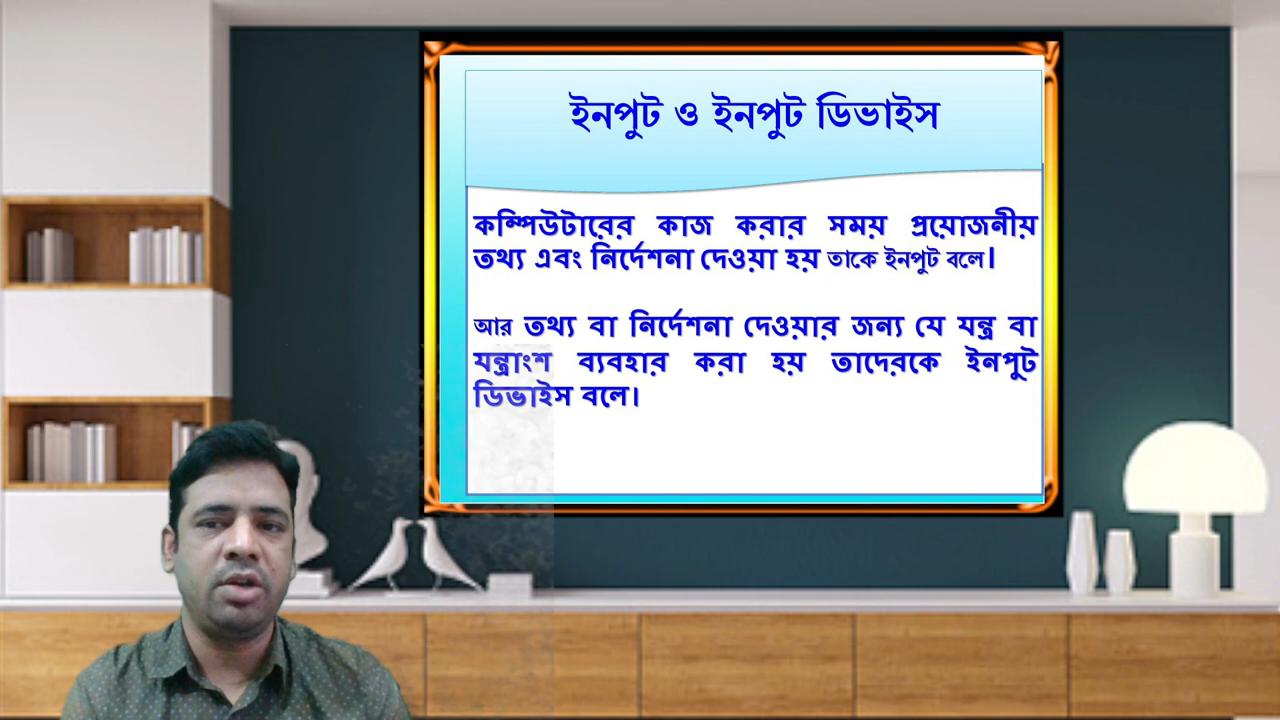 ইনপুট ও ইনপুট ডিভাইস
কম্পিউটারের কাজ করার সময় প্রয়োজনীয়
তথ্য এবং নির্দেশনা দেওয়া হয় তাকে ইনপুট বলে।
আর তথ্য বা নির্দেশনা দেওয়ার জন্য যে যন্ত্র বা
যন্ত্রাংশ ব্যবহার করা হয় তাদেরকে ইনপুট
ডিভাইস বলে।